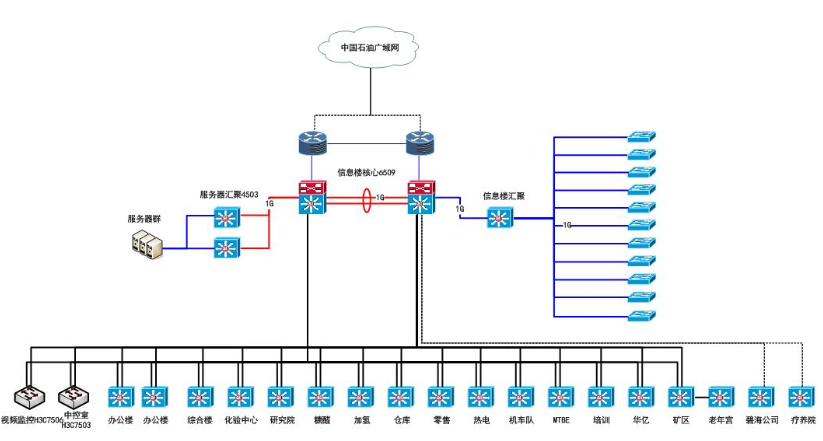 中国石油广域网
信息楼核心6509
服务器汇聚4503
1G
1G
信息楼汇聚
1G
服务器群
1G
视频监控H3C7506
中控室
H3C7503
办公楼
办公楼
综合楼
化验中心
研究院
糠醛
加氢
仓库
零售
热电
机车队
MTBE
培训
华亿
矿区
老年宫
碧海公司
疗养院